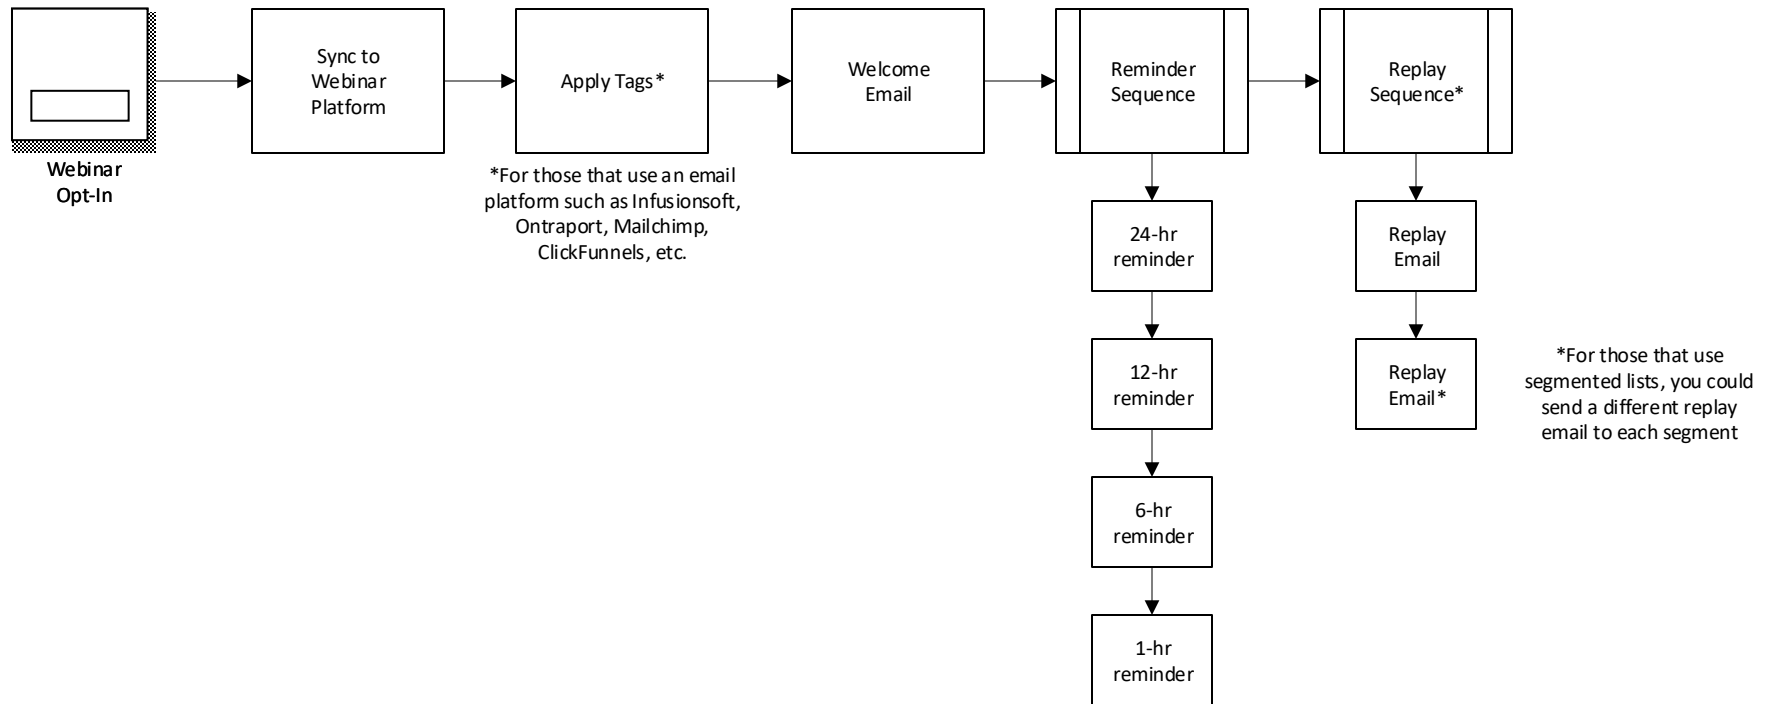 Webinar
Opt-In
Sync to
Webinar
Platform
Apply Tags*
*For those that use an email
platform such as Infusionsoft,
Ontraport, Mailchimp,
ClickFunnels, etc.
Welcome
Email
Reminder
Sequence
24-hr
reminder
12-hr
reminder
6-hr
reminder
1-hr
reminder
Replay
Sequence*
Replay
Email
Replay
Email*
*For those that use
segmented lists, you could
send a different replay
email to each segment